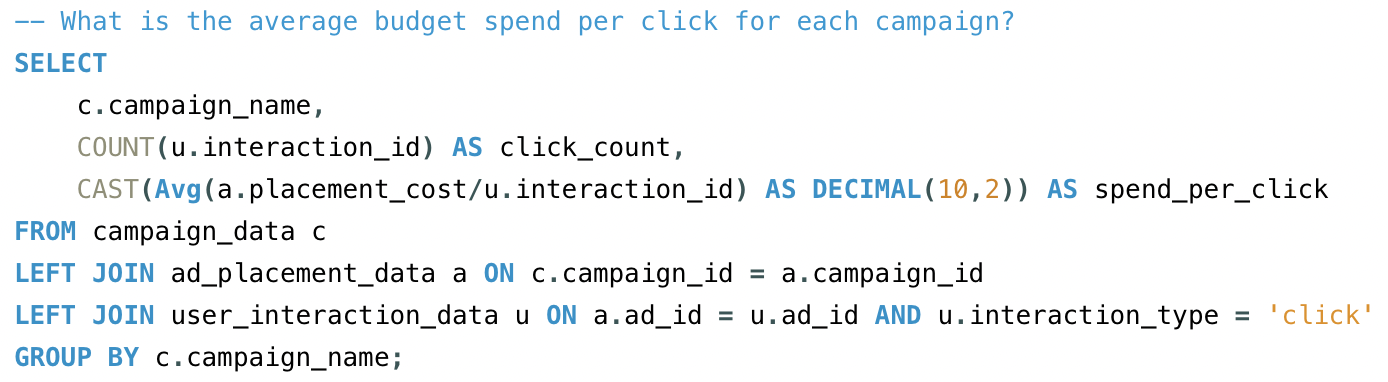 -- What is the average budget spend per click for each campaign?
SELECT
    c.campaign_name,
    COUNT(u.interaction_id) AS click_count,
    CAST(Avg(a.placement_cost/u.interaction_id) AS DECIMAL(10,2)) AS spend_per_click
FROM campaign_data c
LEFT JOIN ad_placement_data a ON c.campaign_id = a.campaign_id
LEFT JOIN user_interaction_data u ON a.ad_id = u.ad_id AND u.interaction_type = 'click'
GROUP BY c.campaign_name;